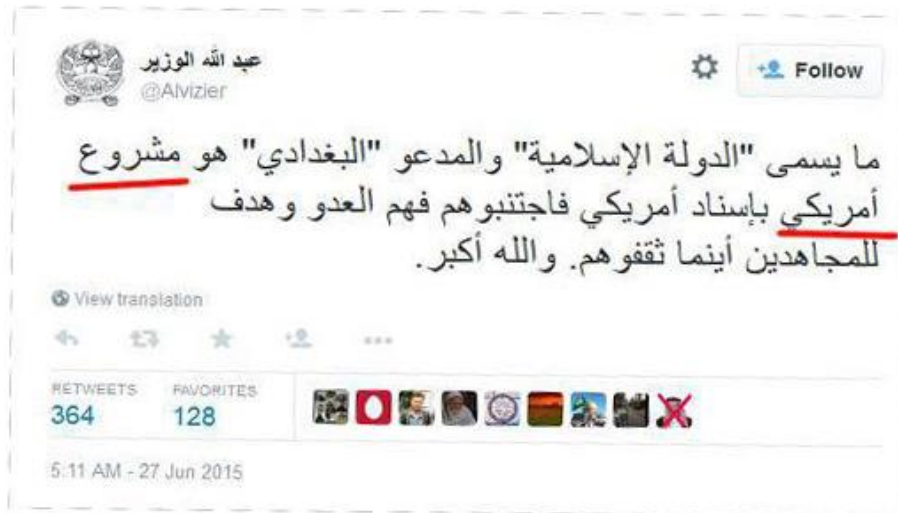 عبد الله الوزير
@Alvizier
Follow
ما يسمى "الدولة الإسلامية" والمدعو "البغدادي" هو مشروع
أمريكي بإسناد أمريكي فاجتنبوهم فهم العدو وهدف
للمجاهدين أينما ثقفوهم. والله أكبر.
View translation
RETWEETS FAVORITES
364 128
5:11 AM - 27 Jun 2015